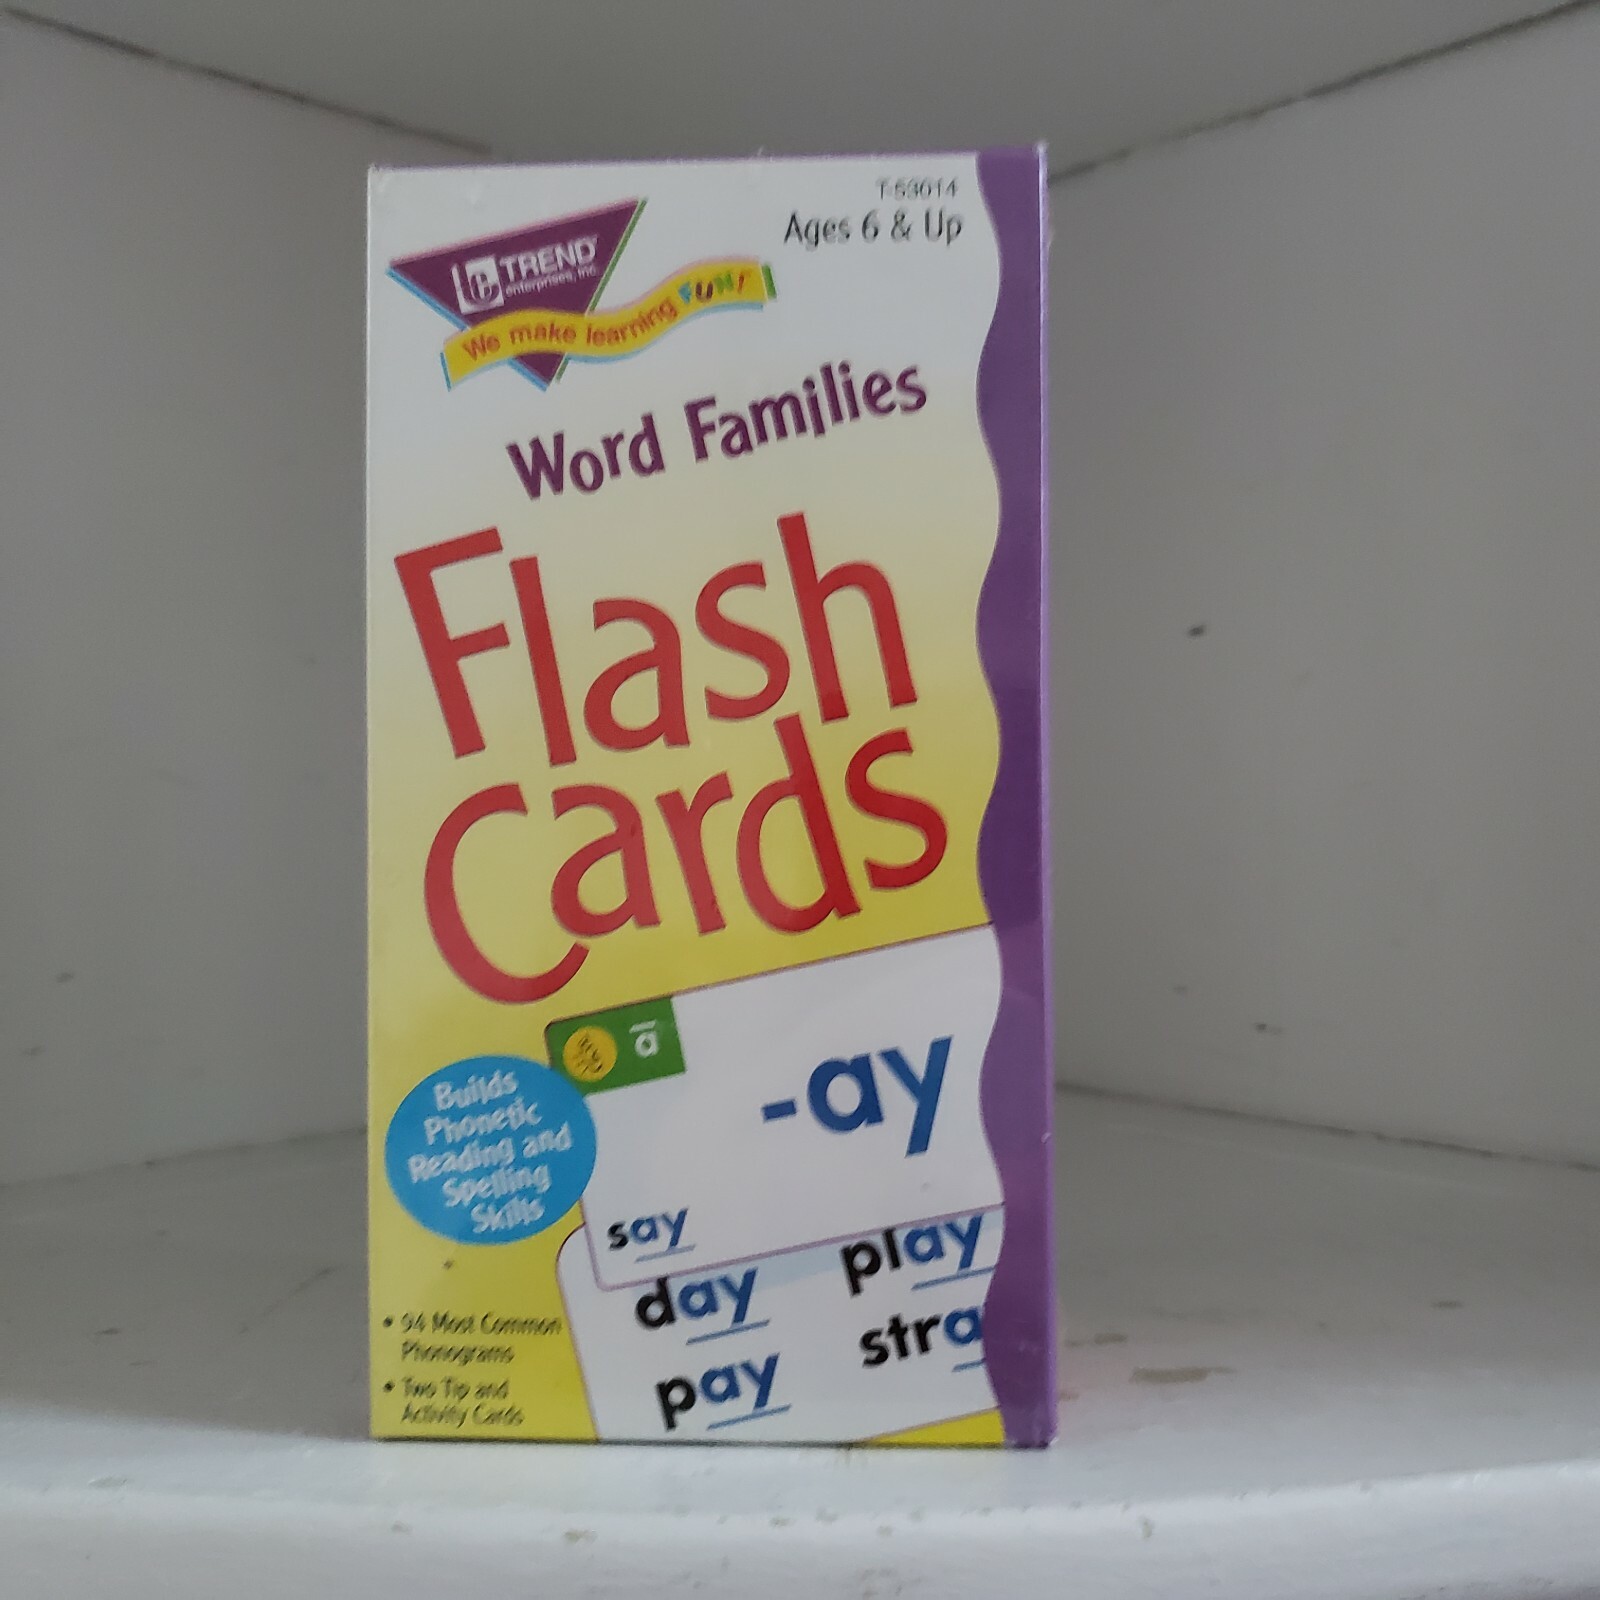 T-53014
Ages 6 & Up
TREND
enterprises, Inc.
We make learning FUN!
Word Families
Flash
Cards
ā
-ay
say
Builds
Phonetic
Reading and
Spelling
Skills
day play
pay stra
• 94 Most Common
Phonograms
• Two Tip and
Activity Cards